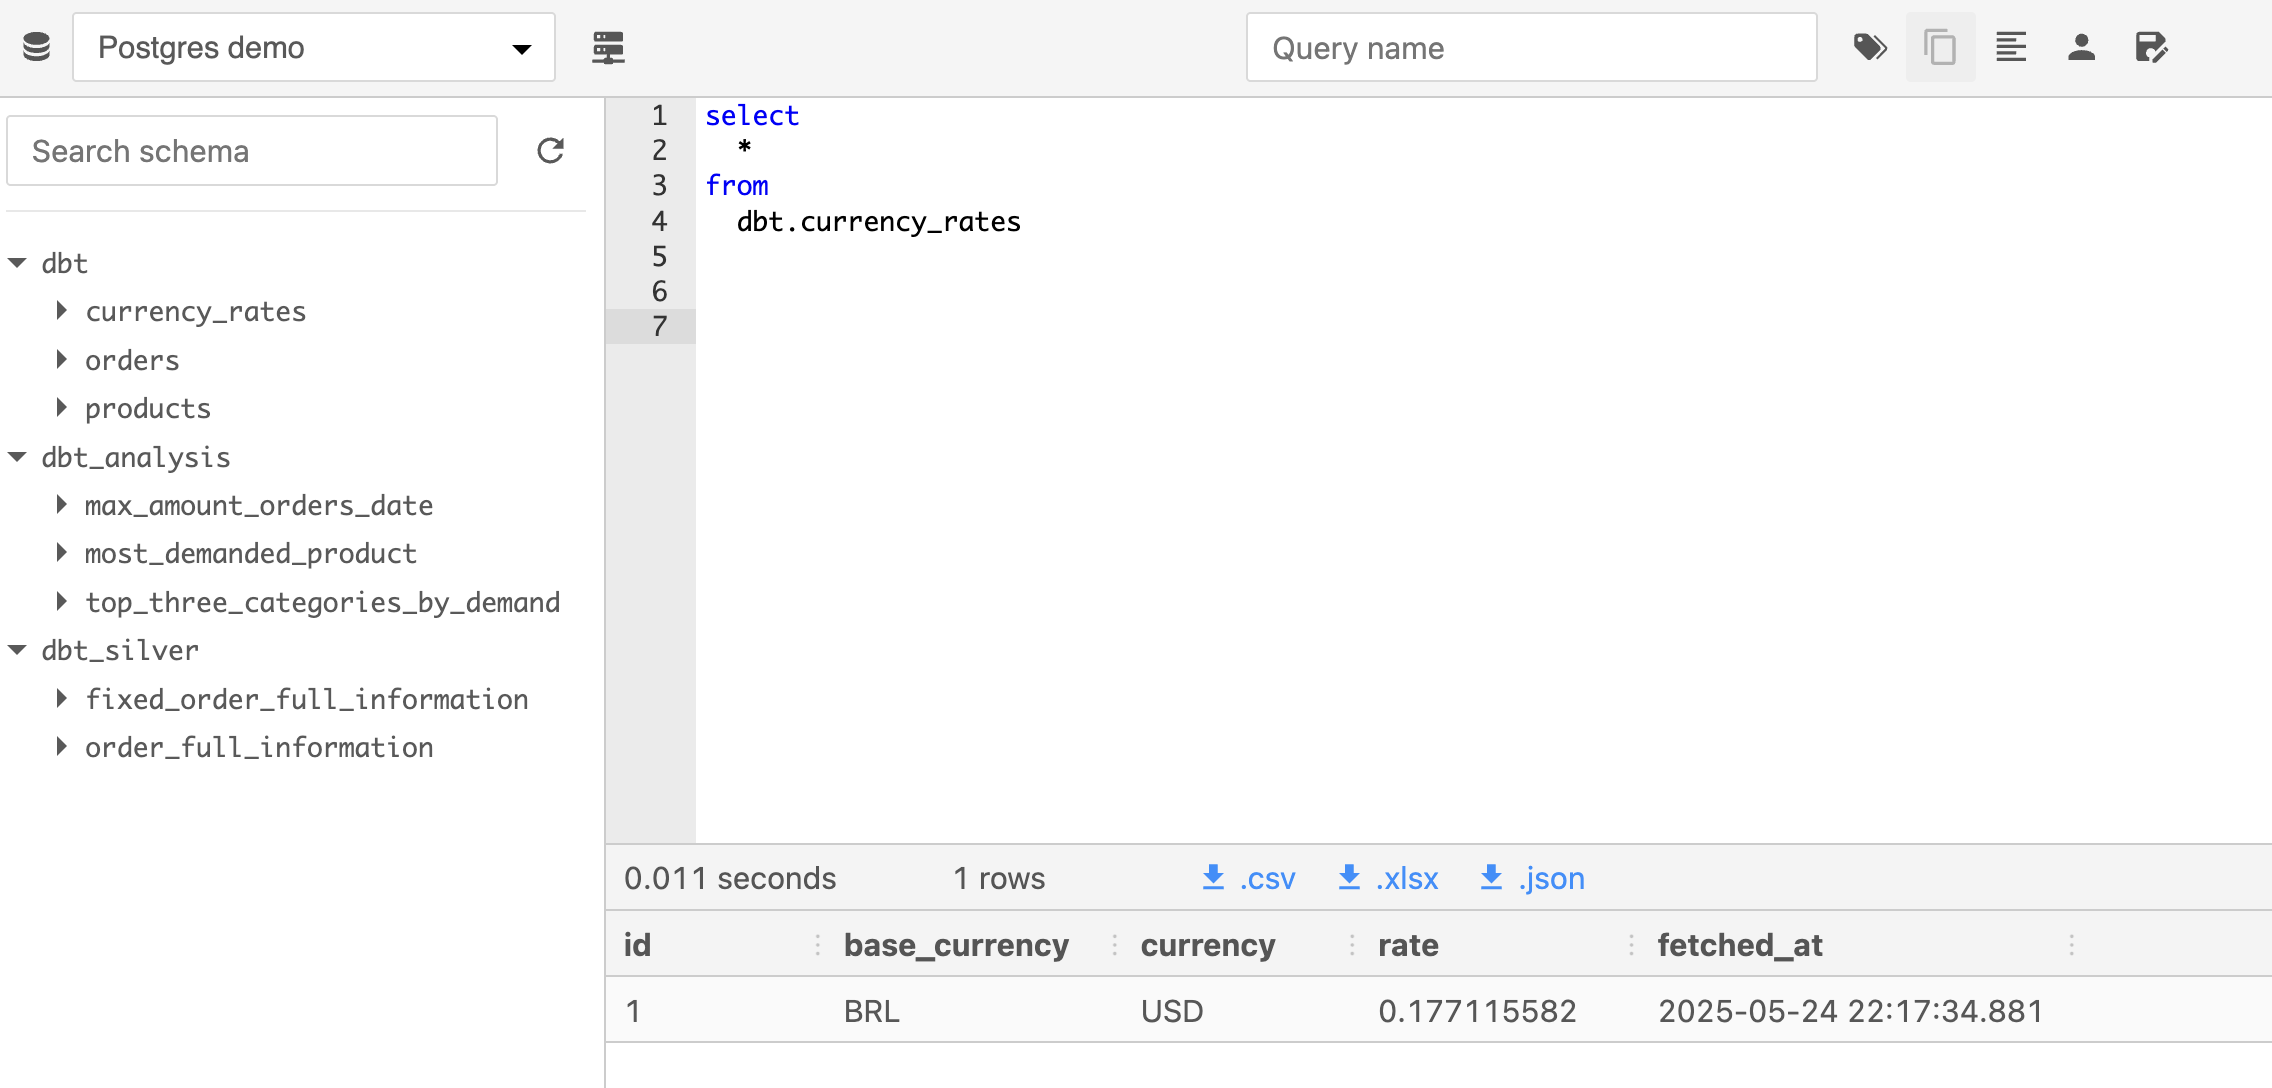 Postgres demo
Query name
Search schema
dbt
currency_rates
orders
products
dbt_analysis
max_amount_orders_date
most_demanded_product
top_three_categories_by_demand
dbt_silver
fixed_order_full_information
order_full_information
1 select
2   *
3 from
4   dbt.currency_rates
5
6
7
0.011 seconds 1 rows .csv .xlsx .json
id base_currency currency rate fetched_at
1 BRL USD 0.177115582 2025-05-24 22:17:34.881